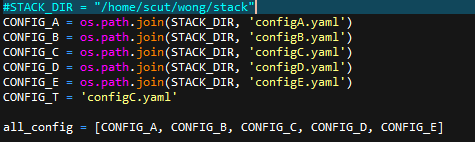 #STACK_DIR = "/home/scut/wong/stack"
CONFIG_A = os.path.join(STACK_DIR, 'configA.yaml')
CONFIG_B = os.path.join(STACK_DIR, 'configB.yaml')
CONFIG_C = os.path.join(STACK_DIR, 'configC.yaml')
CONFIG_D = os.path.join(STACK_DIR, 'configD.yaml')
CONFIG_E = os.path.join(STACK_DIR, 'configE.yaml')
CONFIG_T = 'configC.yaml'
all_config = [CONFIG_A, CONFIG_B, CONFIG_C, CONFIG_D, CONFIG_E]